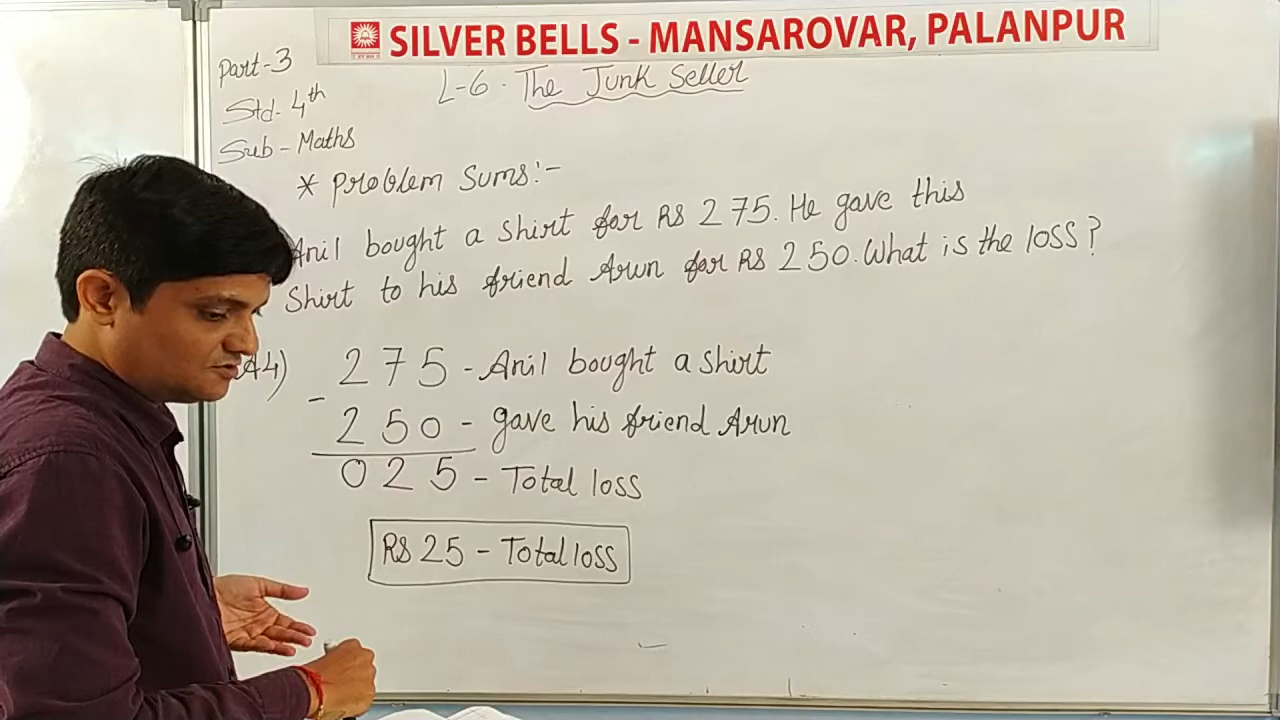 SILVER BELLS - MANSAROVAR, PALANPUR
Part-3
L-6. The Junk Seller
Std- 4th
Sub- Maths
* Problem Sums:-
Anil bought a shirt for RS 275. He gave this
Shirt to his friend Arun for RS 250. What is the loss?
A4) 275 - Anil bought a shirt
- 250 - gave his friend Arun
025 - Total loss
RS 25 - Total loss